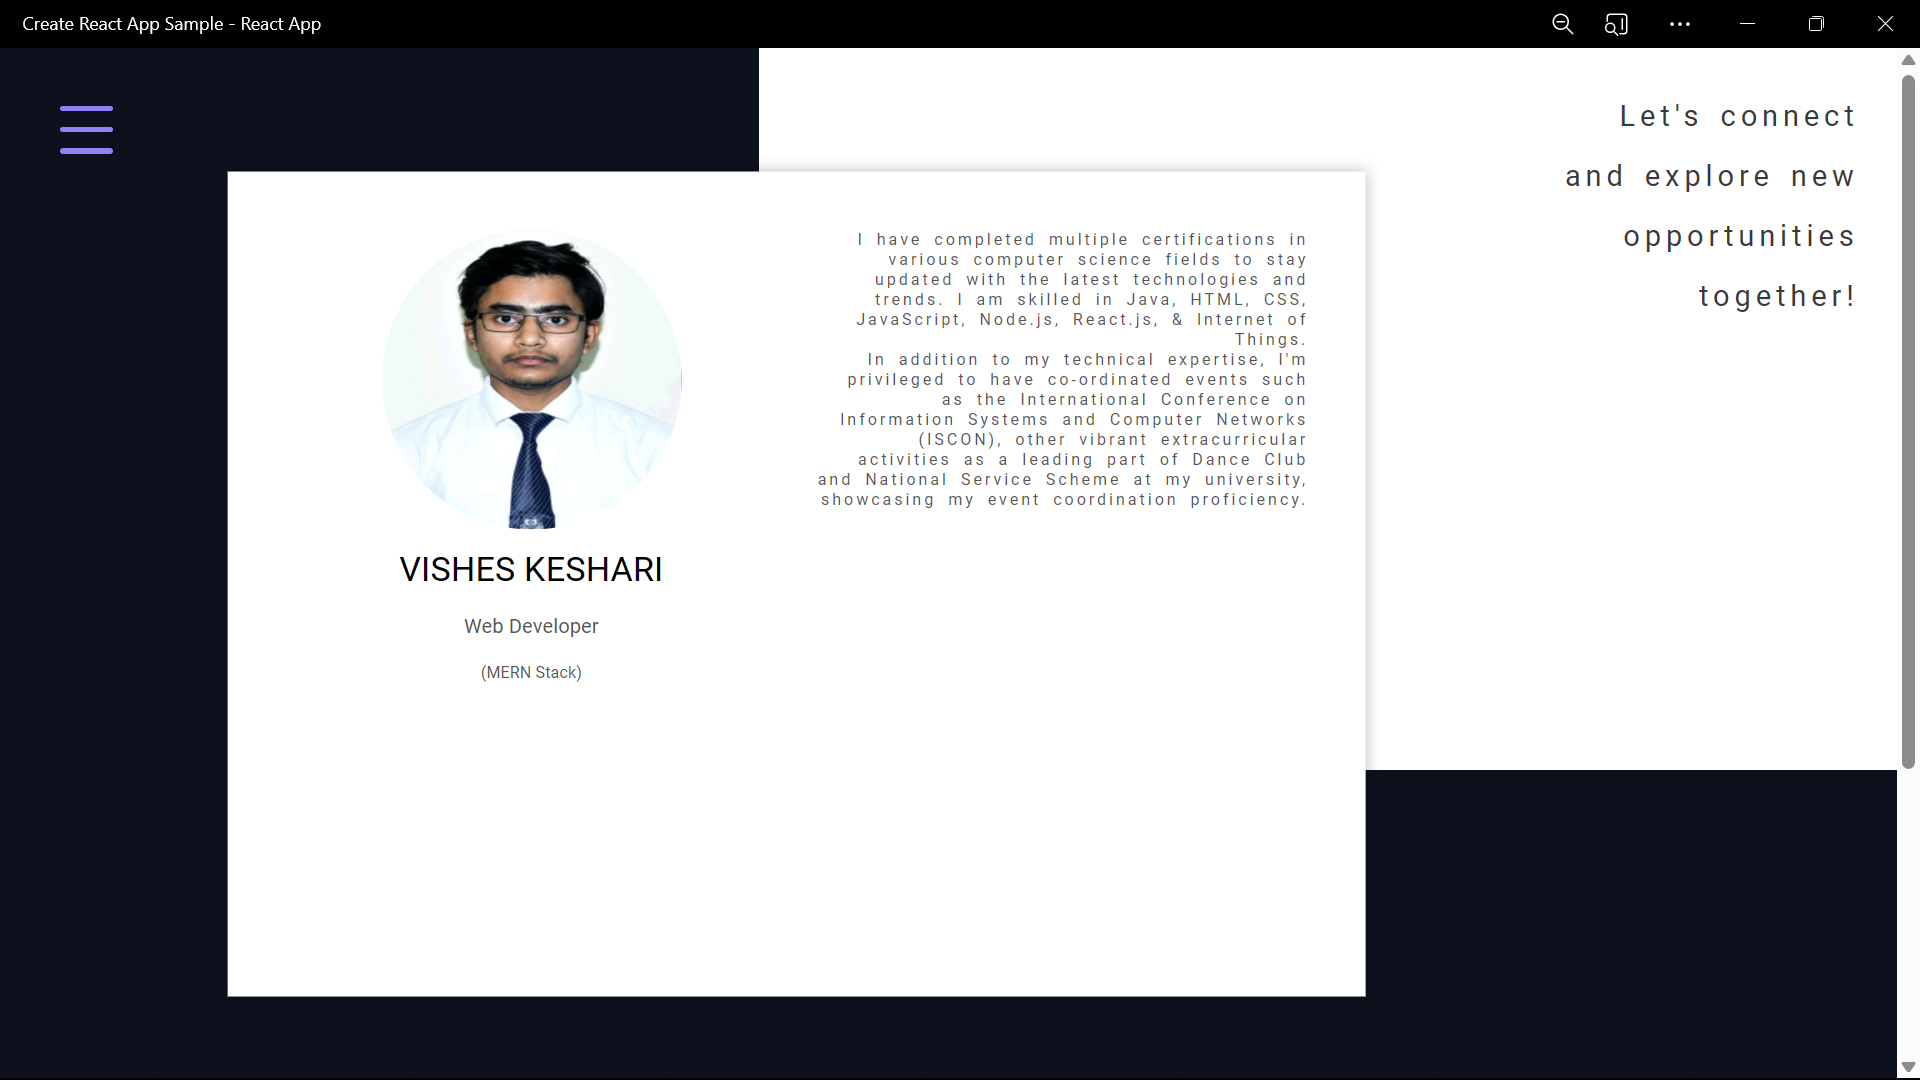 Create React App Sample - React App
Let's connect
and explore new
opportunities
together!
I have completed multiple certifications in
various computer science fields to stay
updated with the latest technologies and
trends. I am skilled in Java, HTML, CSS,
JavaScript, Node.js, React.js, & Internet of
Things.
In addition to my technical expertise, I'm
privileged to have co-ordinated events such
as the International Conference on
Information Systems and Computer Networks
(ISCON), other vibrant extracurricular
activities as a leading part of Dance Club
and National Service Scheme at my university,
showcasing my event coordination proficiency.
VISHES KESHARI
Web Developer
(MERN Stack)